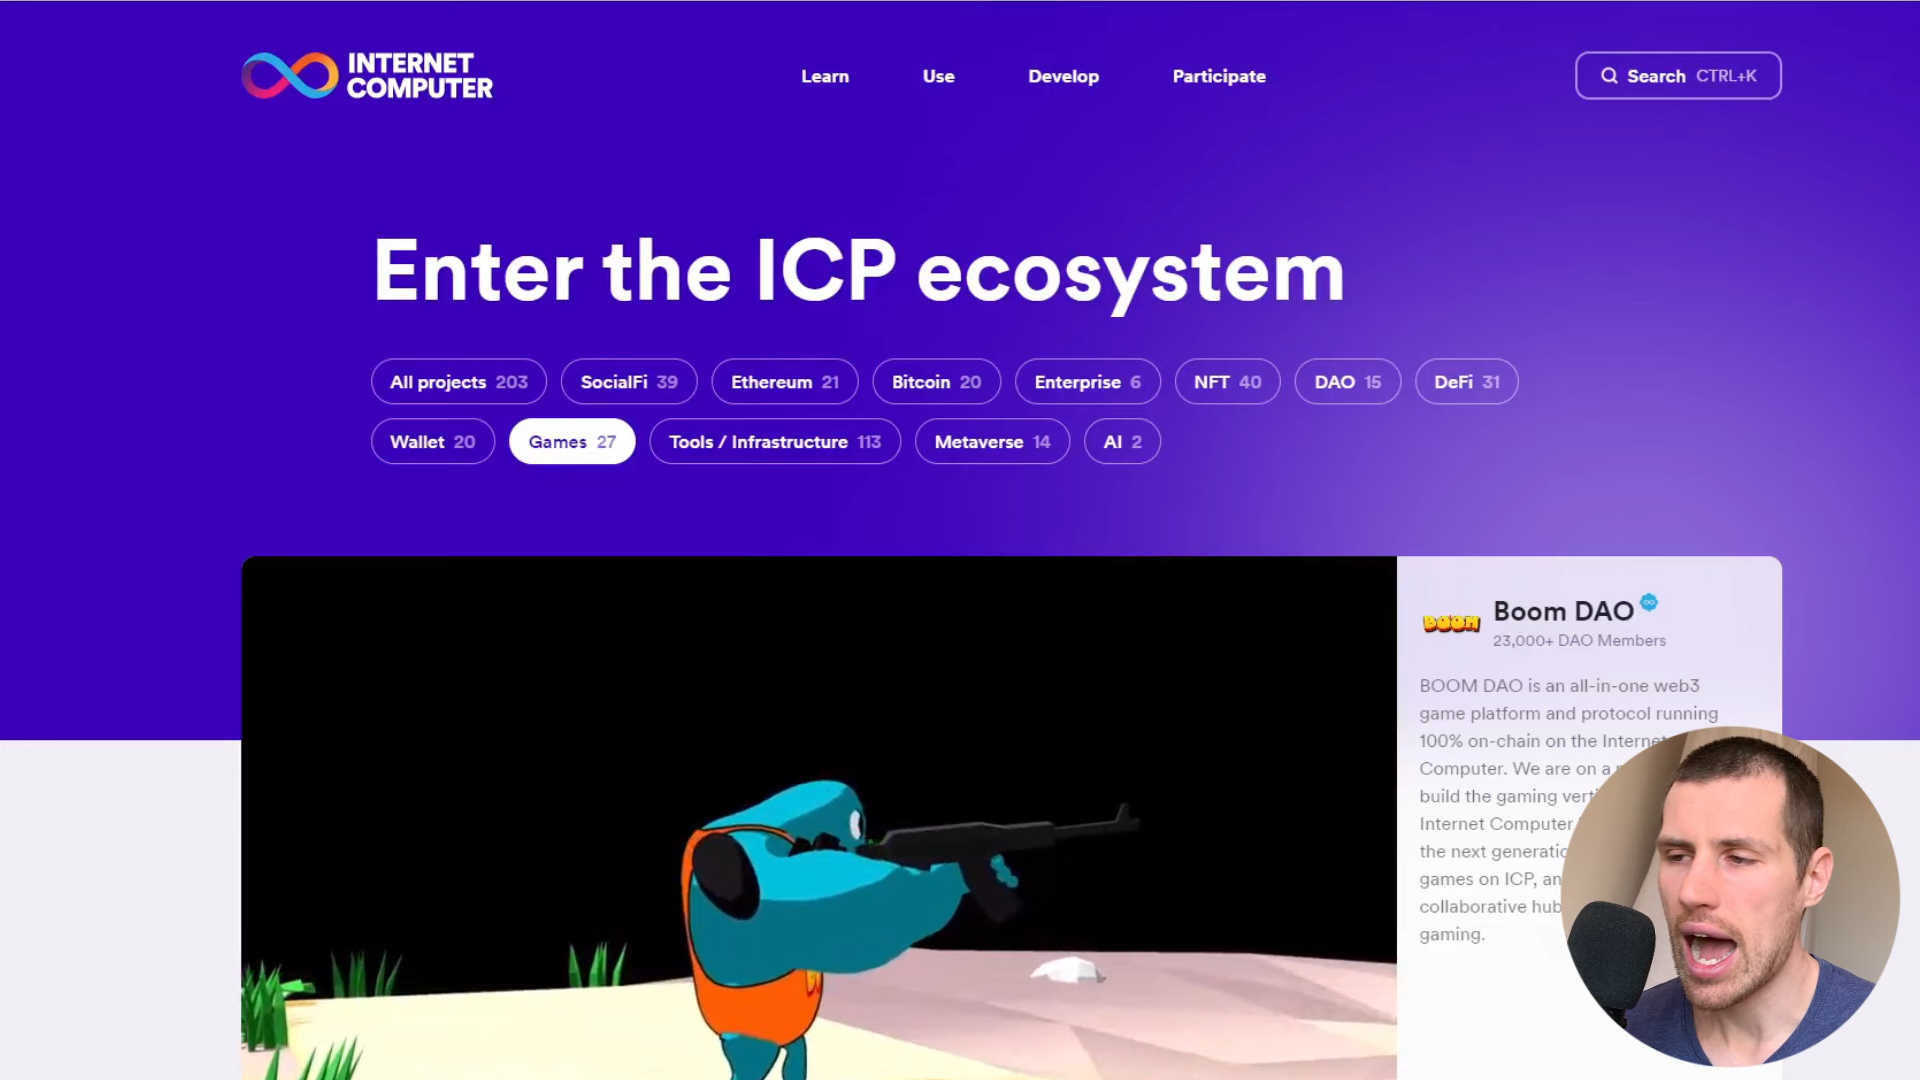 INTERNET
COMPUTER
Learn
Use
Develop
Participate
Search CTRL+K
Enter the ICP ecosystem
All projects 203
SocialFi 39
Ethereum 21
Bitcoin 20
Enterprise 6
NFT 40
DAO 15
DeFi 31
Wallet 20
Games 27
Tools / Infrastructure 113
Metaverse 14
AI 2
BOOM
Boom DAO
23,000+ DAO Members
BOOM DAO is an all-in-one web3
game platform and protocol running
100% on-chain on the Internet
Computer. We are on a
build the gaming
Internet Computer
the next
games on ICP,
collaborative hub
gaming.